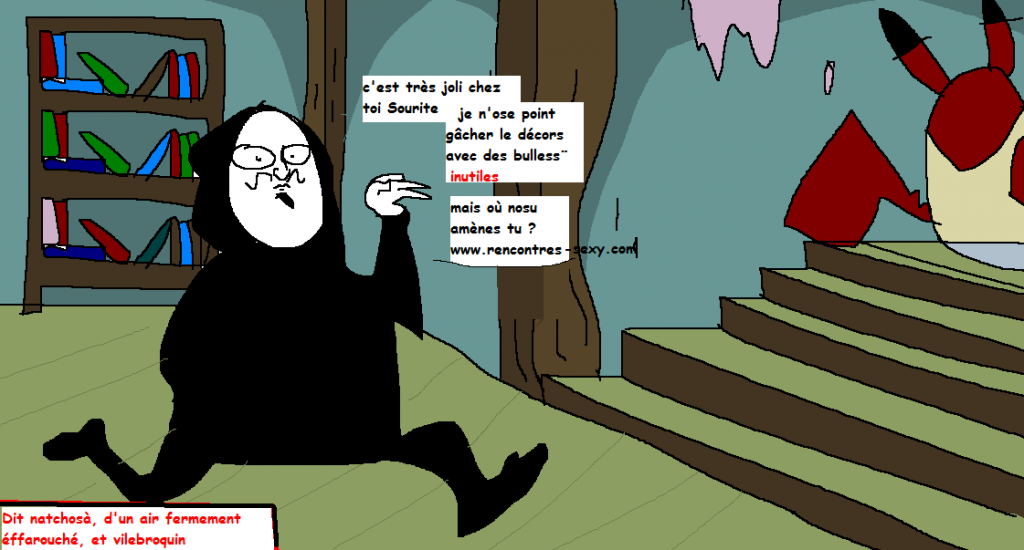 c'est très joli chez
toi Sourite
je n'ose point
gâcher le décors
avec des bulless¨
inutiles
mais où nosu
amènes tu ?
www.rencontres-sexy.com
Dit natchosà, d'un air fermement
éffarouché, et vilebroquin